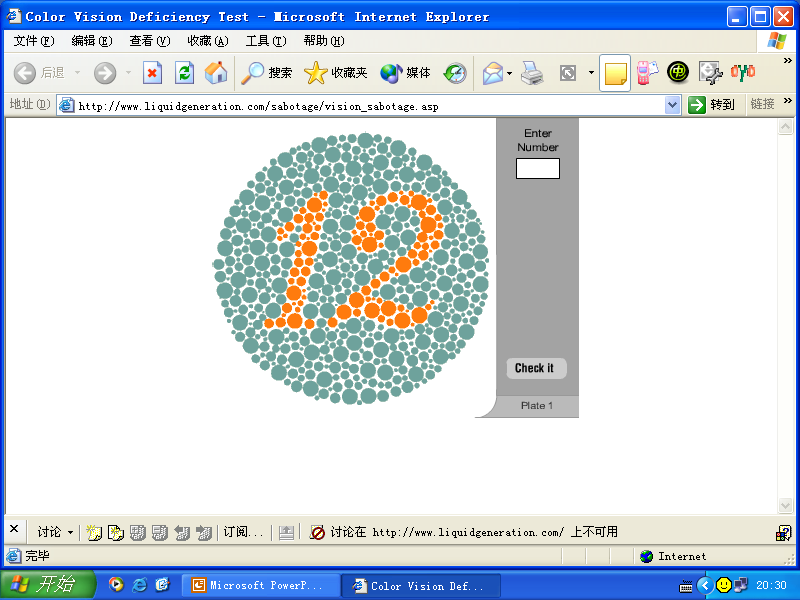 Color Vision Deficiency Test - Microsoft Internet Explorer
文件(F) 编辑(E) 查看(V) 收藏(A) 工具(T) 帮助(H)
后退 搜索 收藏夹 媒体
地址(D) http://www.liquidgeneration.com/sabotage/vision_sabotage.asp 转到 链接 »
Enter
Number
12
Check it
Plate 1
讨论 订阅... 讨论在 http://www.liquidgeneration.com/ 上不可用
完毕 Internet
开始 Microsoft PowerP... Color Vision Def... 20:30